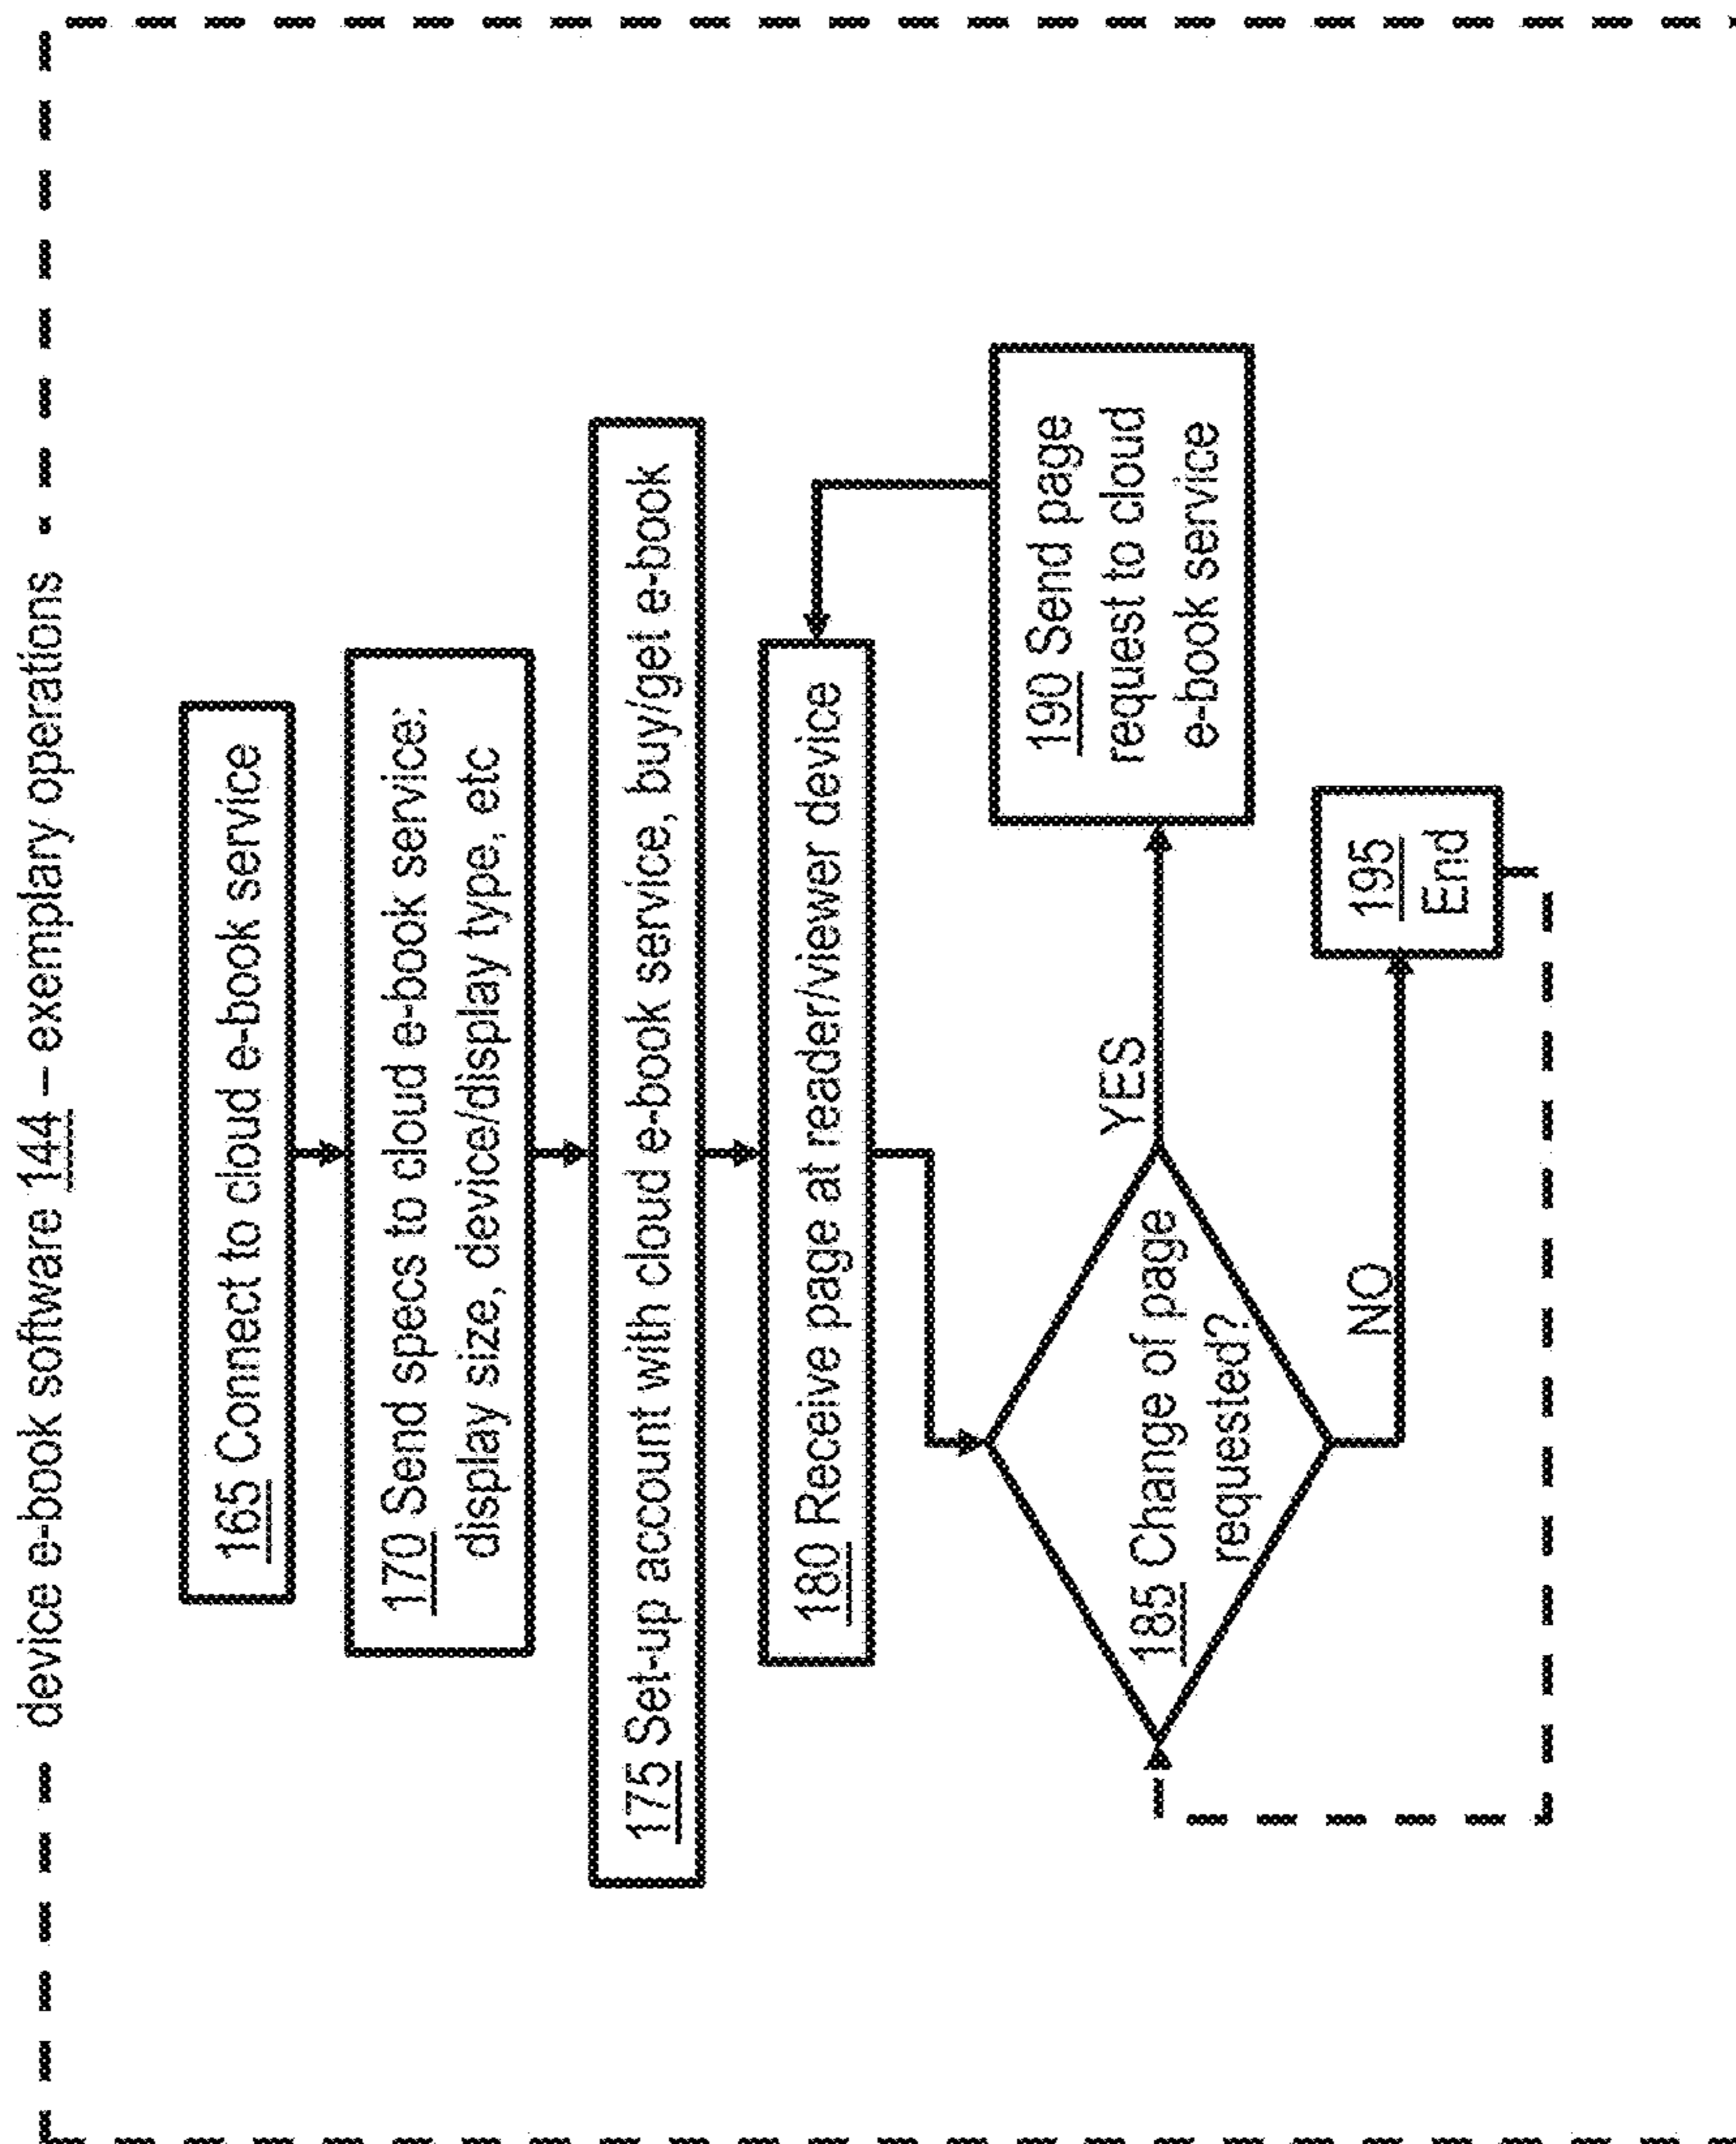 device e-book software 144 – exemplary operations
165 Connect to cloud e-book service
170 Send specs to cloud e-book service:
display size, device/display type, etc
175 Set-up account with cloud e-book service, buy/get e-book
180 Receive page at reader/viewer device
185 Change of page
requested?
YES
190 Send page
request to cloud
e-book service
NO
195
End